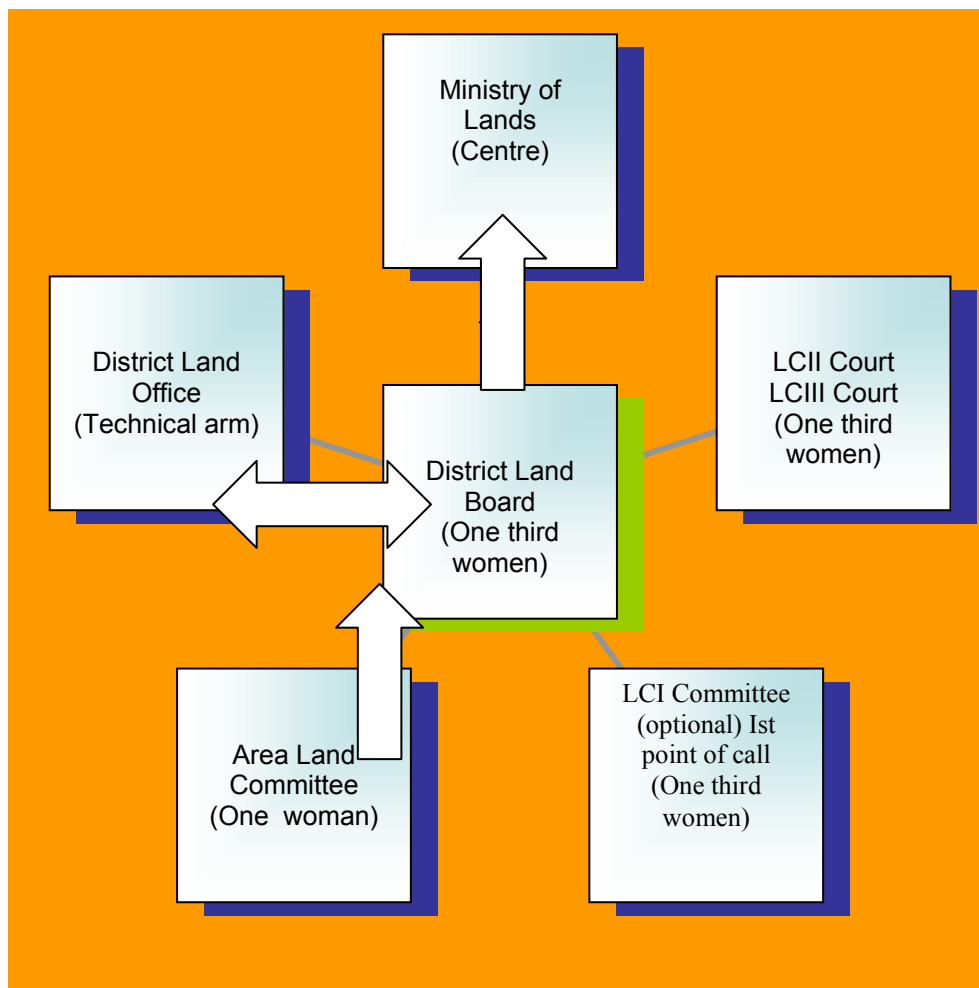 Ministry of
Lands
(Centre)
District Land
Office
(Technical arm)
LCII Court
LCIII Court
(One third
women)
District Land
Board
(One third
women)
Area Land
Committee
(One woman)
LCI Committee
(optional) Ist
point of call
(One third
women)